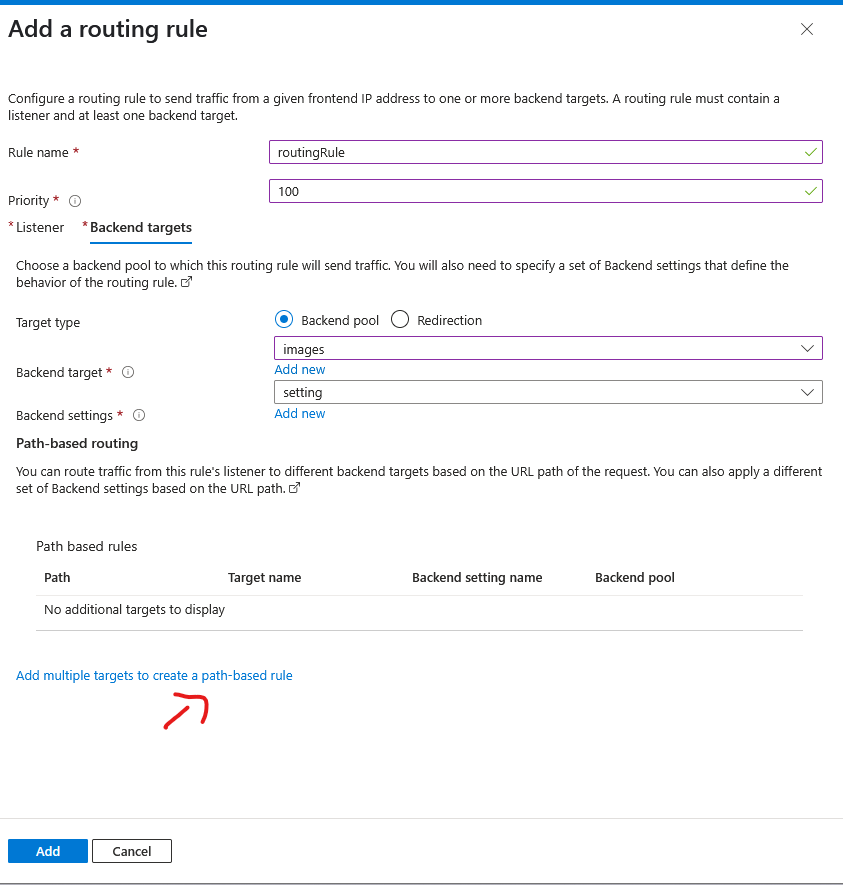 Add a routing rule
Configure a routing rule to send traffic from a given frontend IP address to one or more backend targets. A routing rule must contain a
listener and at least one backend target.
Rule name *
routingRule
Priority *
100
* Listener
* Backend targets
Choose a backend pool to which this routing rule will send traffic. You will also need to specify a set of Backend settings that define the
behavior of the routing rule.
Target type
Backend pool
Redirection
images
Backend target *
Add new
setting
Backend settings *
Add new
Path-based routing
You can route traffic from this rule's listener to different backend targets based on the URL path of the request. You can also apply a different
set of Backend settings based on the URL path.
Path based rules
Path Target name Backend setting name Backend pool
No additional targets to display
Add multiple targets to create a path-based rule
Add
Cancel